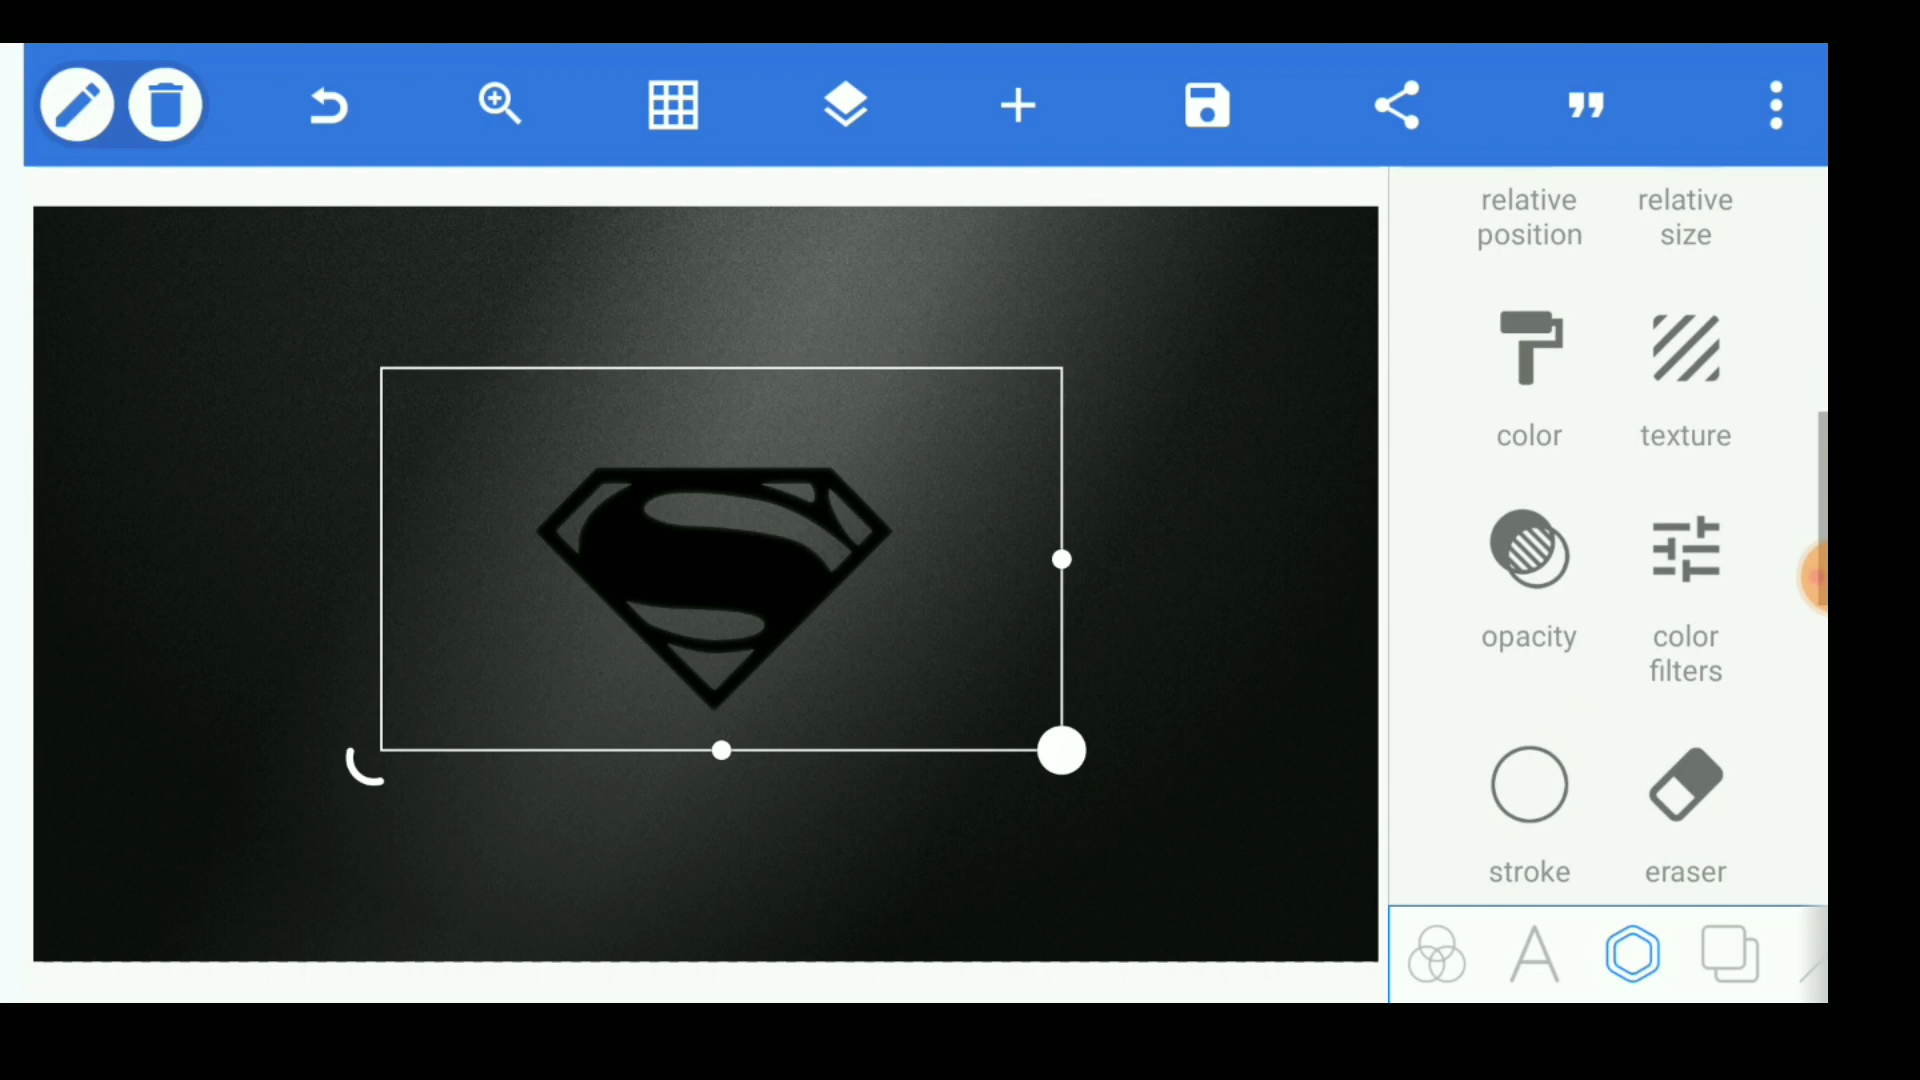 relative
position
relative
size
color
texture
opacity
color
filters
stroke
eraser